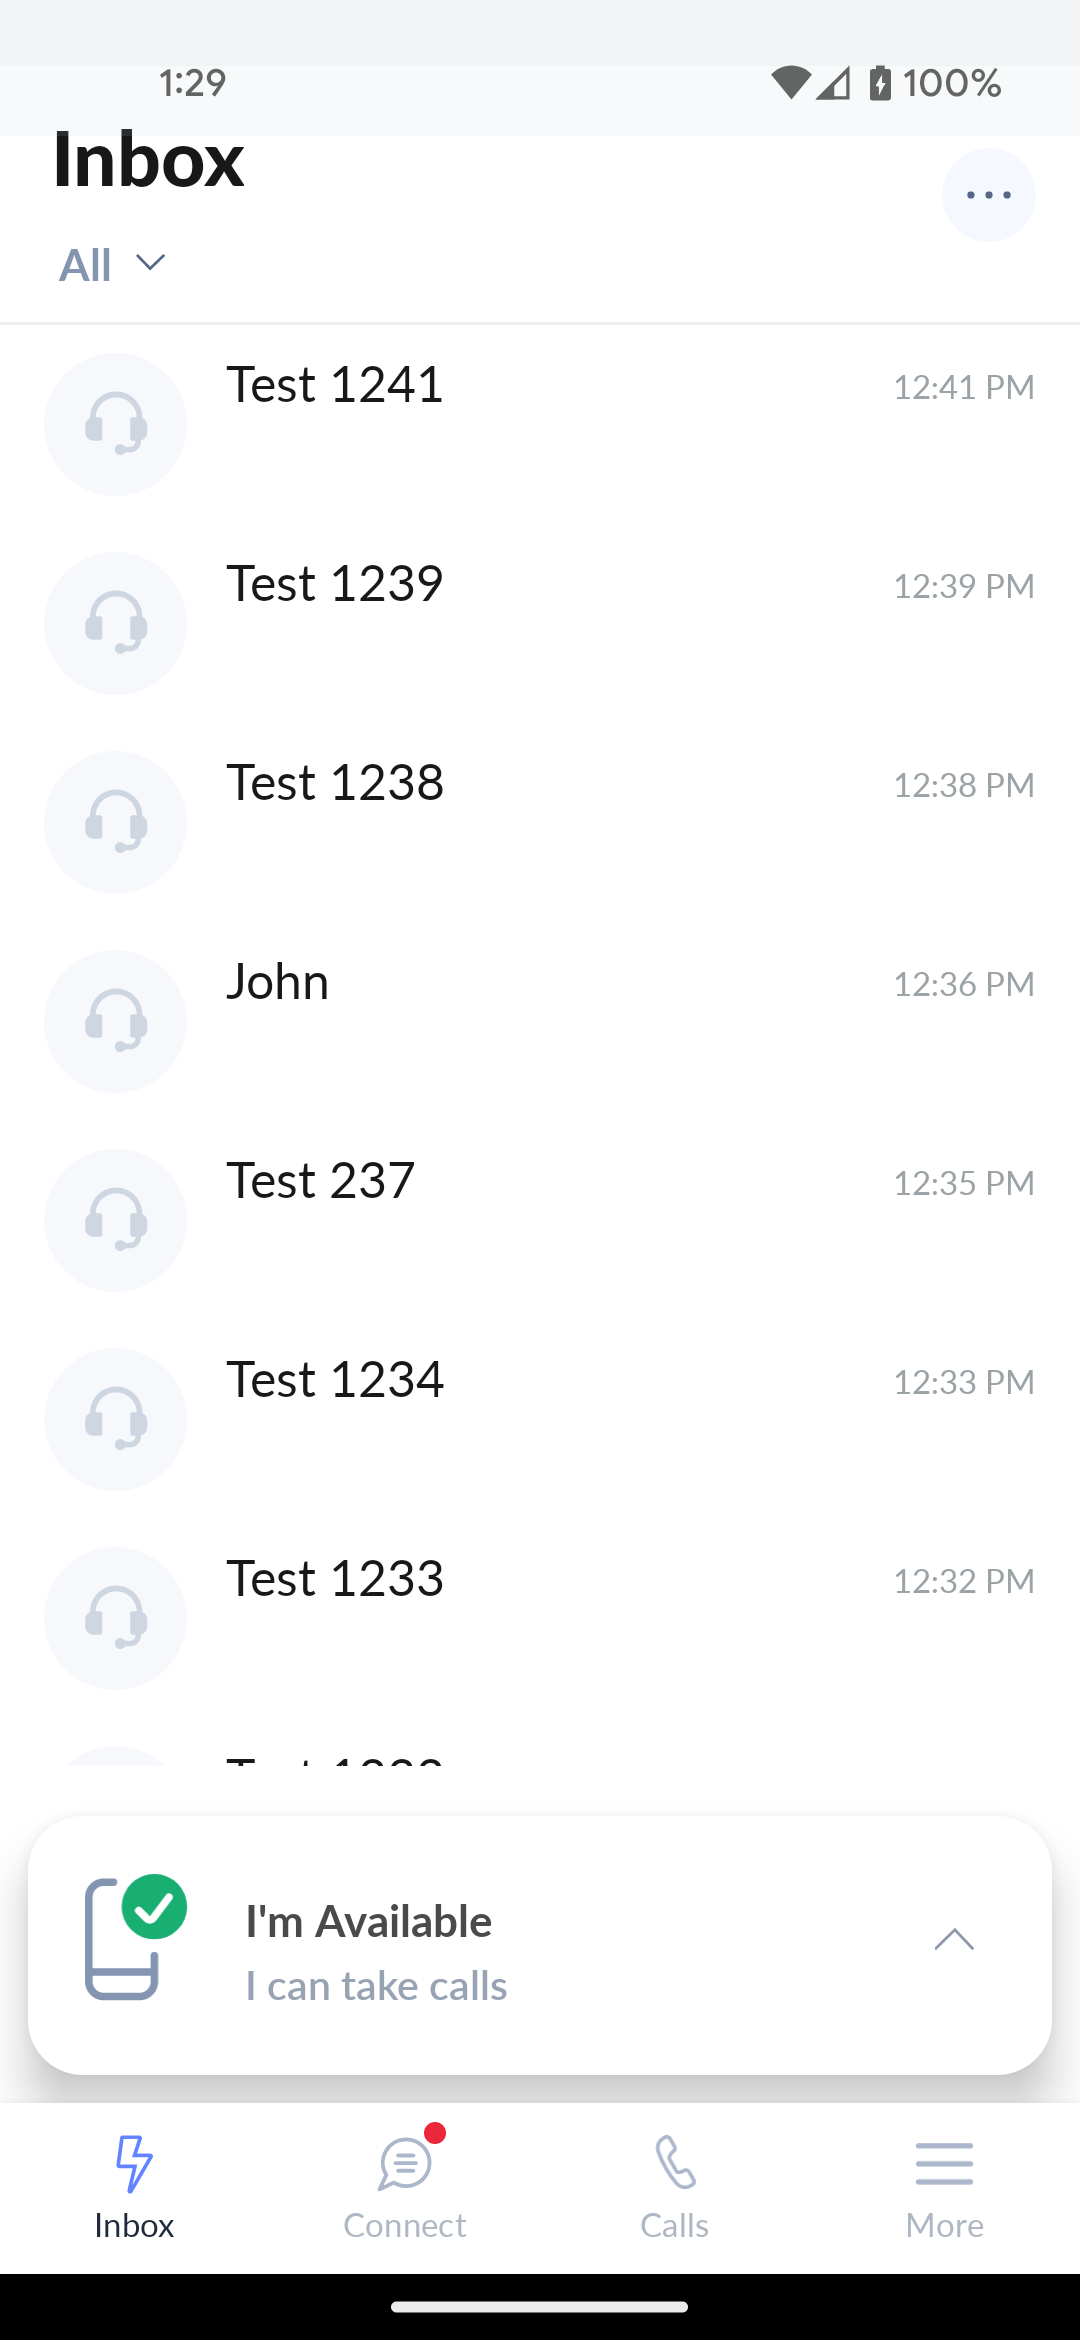 1:29
100%
Inbox
All
Test 1241
12:41 PM
Test 1239
12:39 PM
Test 1238
12:38 PM
John
12:36 PM
Test 237
12:35 PM
Test 1234
12:33 PM
Test 1233
12:32 PM
I'm Available
I can take calls
Inbox
Connect
Calls
More